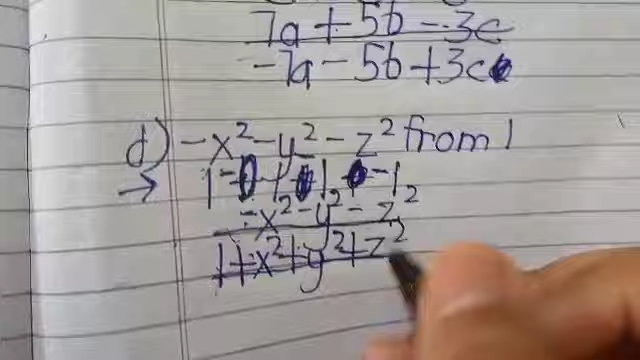 7a + 5b - 3c
-7a - 5b + 3c
d) -x² - y² - z² from 1
→
-x² - y² - z²
1+x²+y²+z²